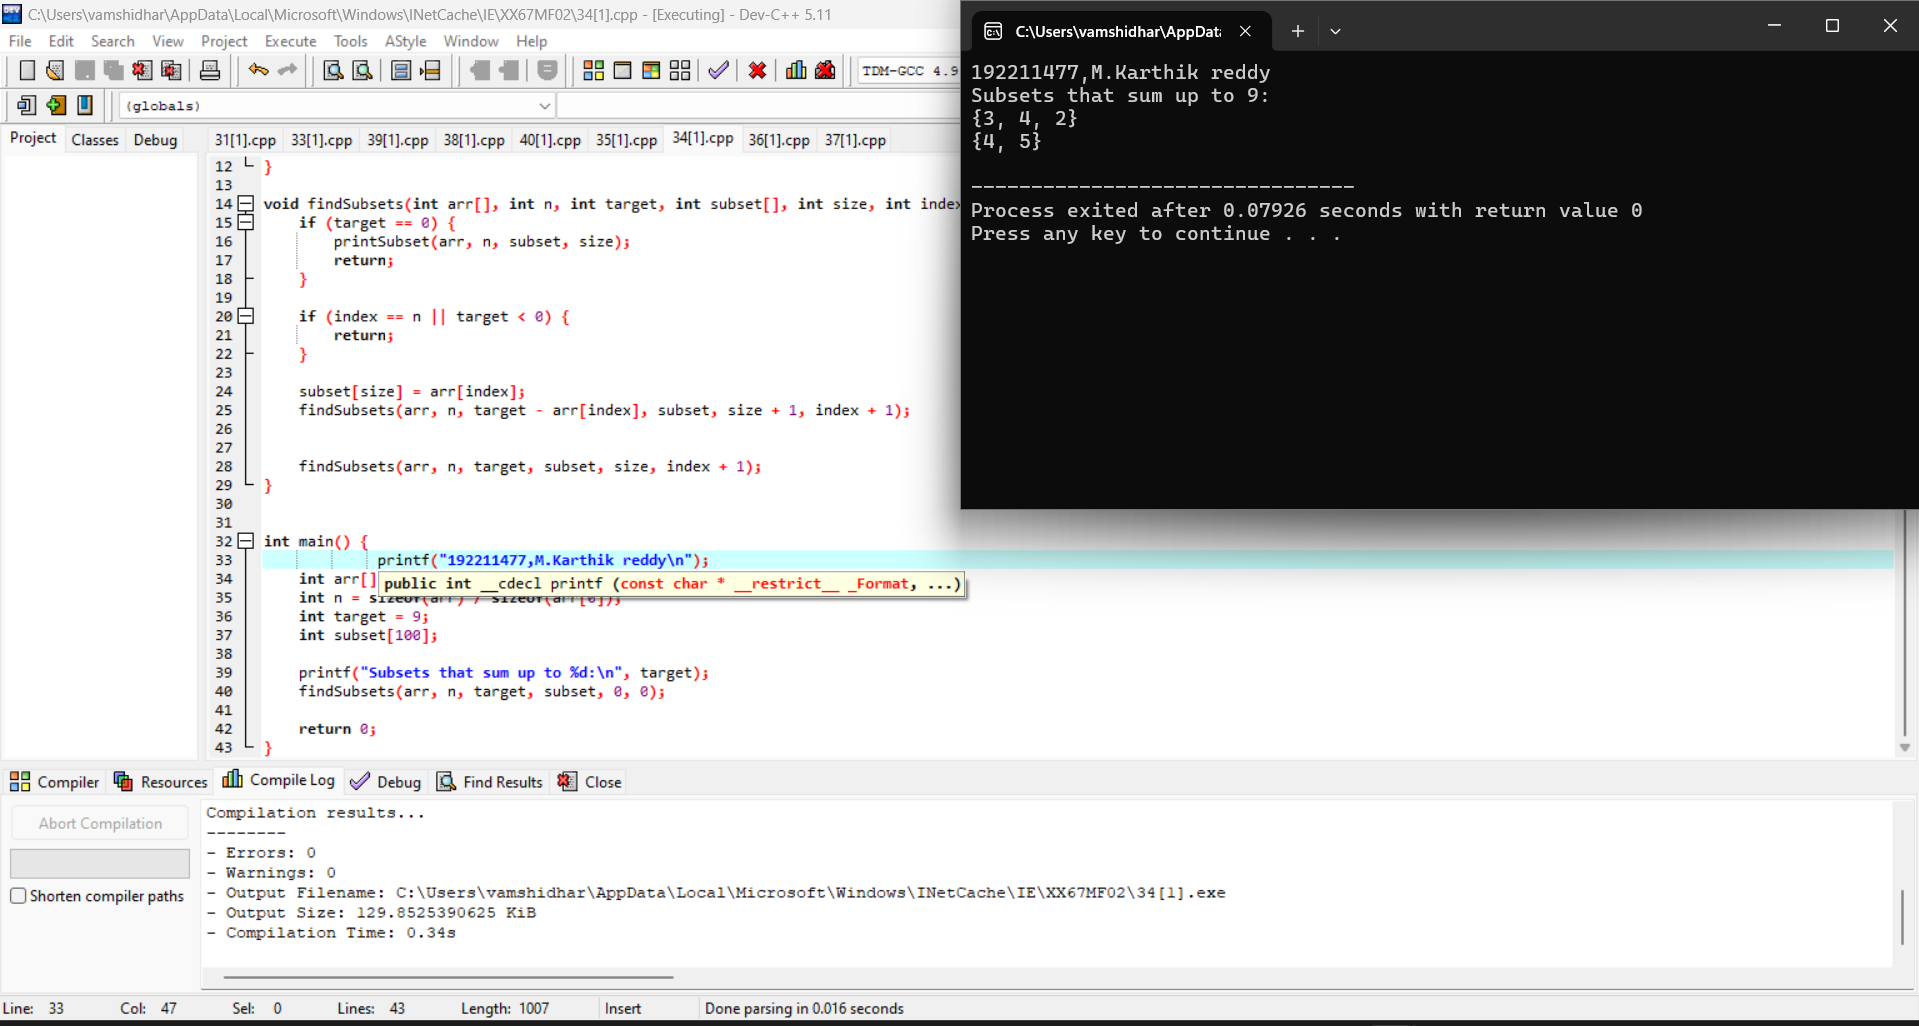 C:\Users\vamshidhar\AppData\Local\Microsoft\Windows\INetCache\IE\XX67MF02\34[1].cpp - [Executing] - Dev-C++ 5.11
File Edit Search View Project Execute Tools AStyle Window Help
TDM-GCC 4.9
(globals)
Project Classes Debug
31[1].cpp 33[1].cpp 39[1].cpp 38[1].cpp 40[1].cpp 35[1].cpp 34[1].cpp 36[1].cpp 37[1].cpp
12 }
13
14 void findSubsets(int arr[], int n, int target, int subset[], int size, int index
15 if (target == 0) {
16 printSubset(arr, n, subset, size);
17 return;
18 }
19
20 if (index == n || target < 0) {
21 return;
22 }
23
24 subset[size] = arr[index];
25 findSubsets(arr, n, target - arr[index], subset, size + 1, index + 1);
26
27
28 findSubsets(arr, n, target, subset, size, index + 1);
29 }
30
31
32 int main() {
33 printf("192211477,M.Karthik reddy\n");
34 int arr[]
public int __cdecl printf (const char * __restrict__ _Format, ...)
35 int n = sizeof(arr) / sizeof(arr[0]);
36 int target = 9;
37 int subset[100];
38
39 printf("Subsets that sum up to %d:\n", target);
40 findSubsets(arr, n, target, subset, 0, 0);
41
42 return 0;
43 }
C:\Users\vamshidhar\AppData
192211477,M.Karthik reddy
Subsets that sum up to 9:
{3, 4, 2}
{4, 5}
--------------------------------
Process exited after 0.07926 seconds with return value 0
Press any key to continue . . .
Compiler Resources Compile Log Debug Find Results Close
Abort Compilation
Shorten compiler paths
Compilation results...
--------
- Errors: 0
- Warnings: 0
- Output Filename: C:\Users\vamshidhar\AppData\Local\Microsoft\Windows\INetCache\IE\XX67MF02\34[1].exe
- Output Size: 129.8525390625 KiB
- Compilation Time: 0.34s
Line: 33 Col: 47 Sel: 0 Lines: 43 Length: 1007 Insert Done parsing in 0.016 seconds